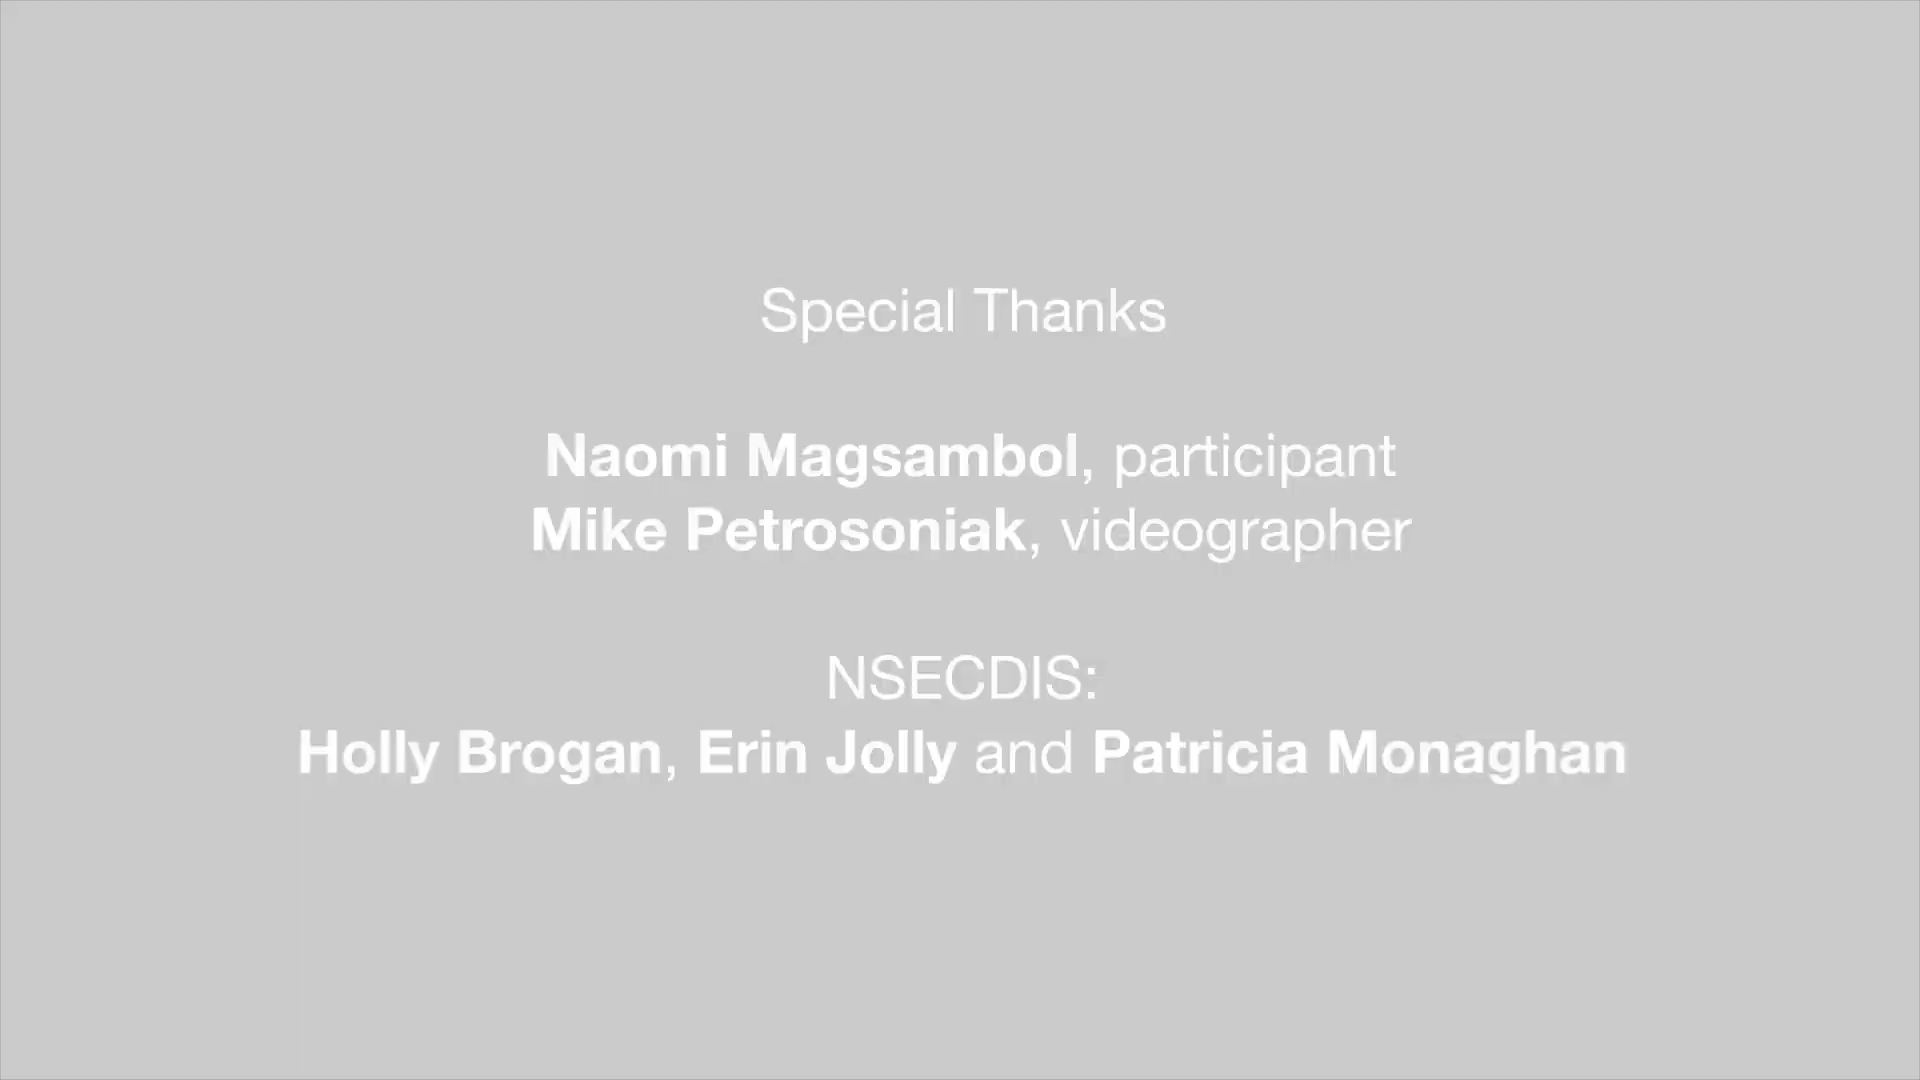 Special Thanks
Naomi Magsambol, participant
Mike Petrosoniak, videographer
NSECDIS:
Holly Brogan, Erin Jolly and Patricia Monaghan